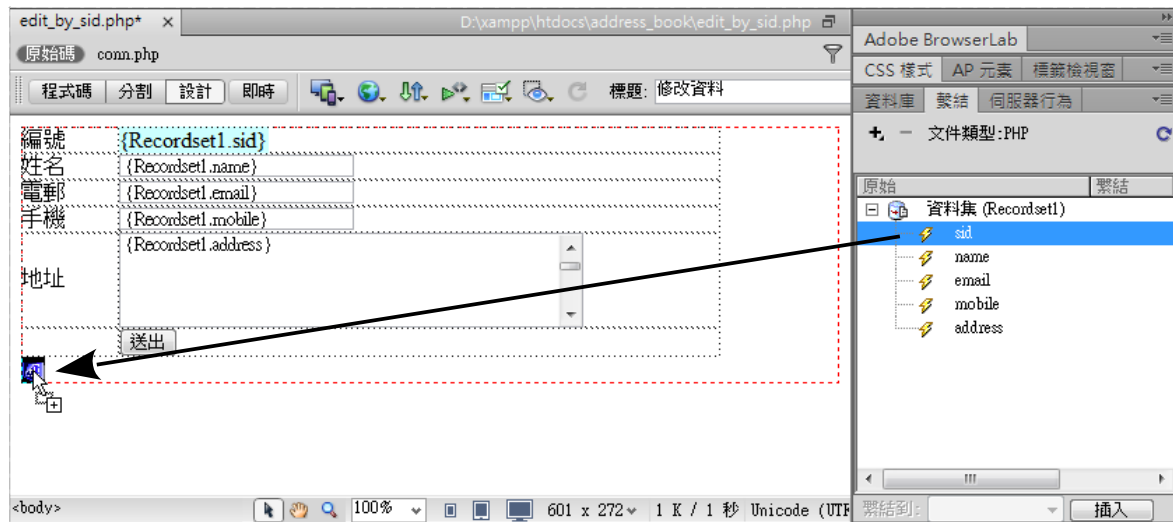 edit_by_sid.php* × D:\xampp\htdocs\address_book\edit_by_sid.php
原始碼 conn.php
程式碼 分割 設計 即時 標題: 修改資料
編號 {Recordset1.sid}
姓名 {Recordset1.name}
電郵 {Recordset1.email}
手機 {Recordset1.mobile}
地址 {Recordset1.address}
送出
<body> 100% 601 x 272 1 K / 1 秒 Unicode (UTF
Adobe BrowserLab
CSS 樣式 AP 元素 標籤檢視窗
資料庫 繫結 伺服器行為
文件類型:PHP
原始 繫結
資料集 (Recordset1)
sid
name
email
mobile
address
繫結到: 插入